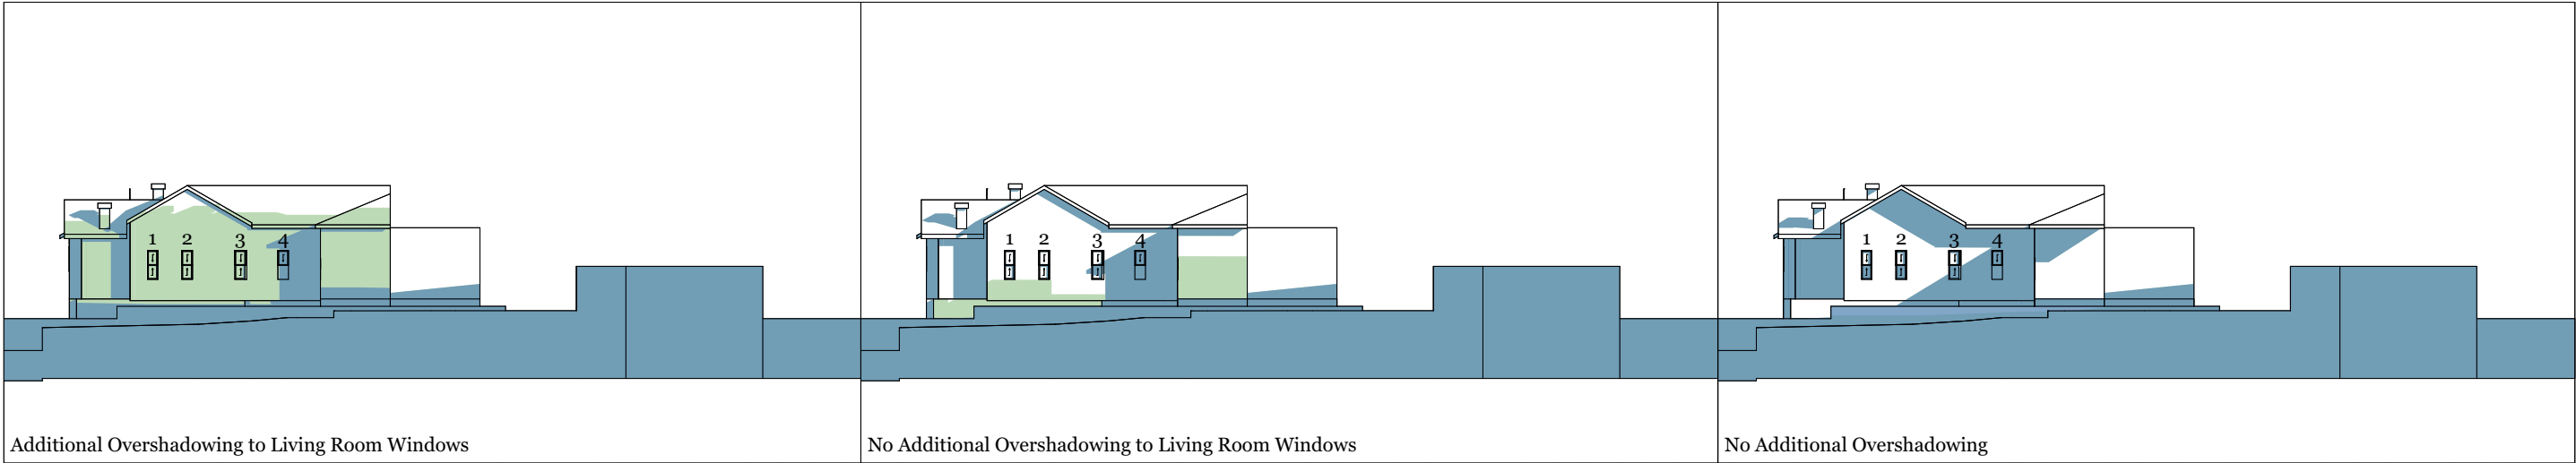 1 2 3 4
1 2 3 4
1 2 3 4
Additional Overshadowing to Living Room Windows
No Additional Overshadowing to Living Room Windows
No Additional Overshadowing